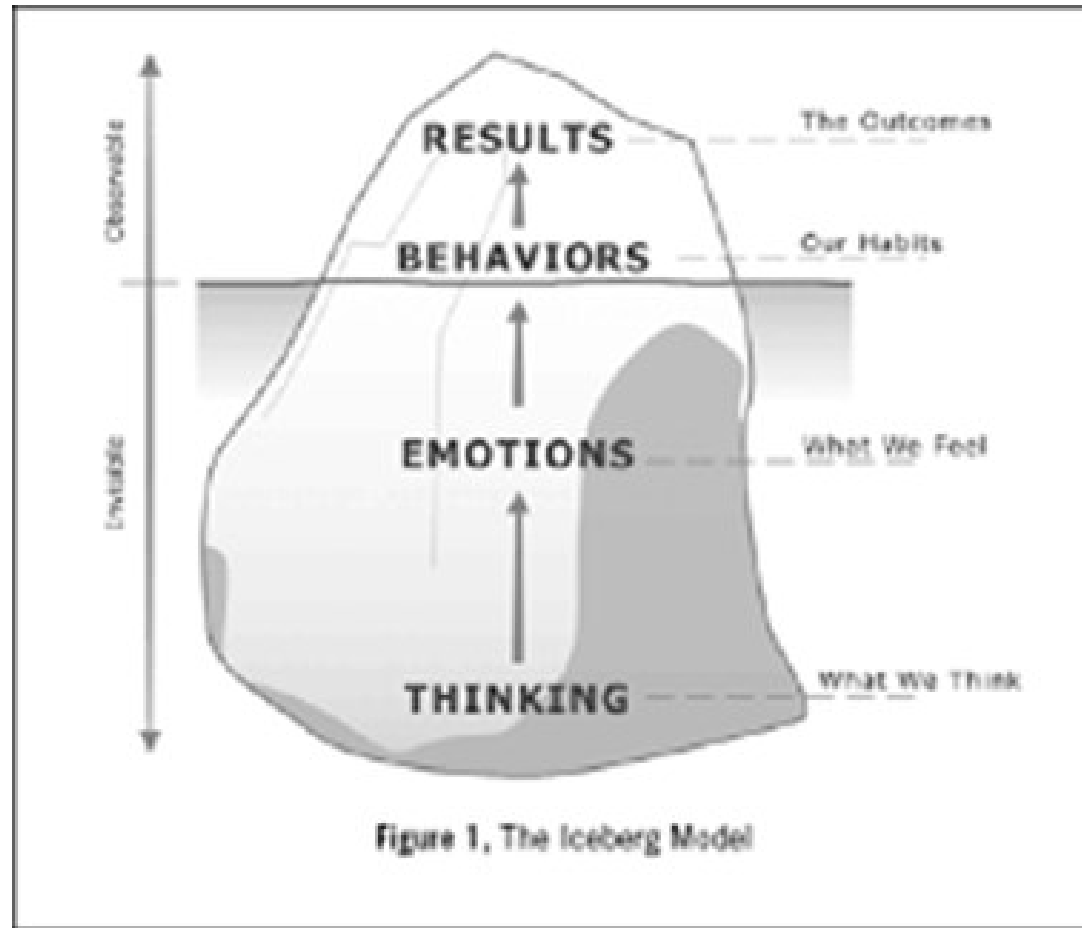 Observable
RESULTS
The Outcomes
BEHAVIORS
Our Habits
Invisible
EMOTIONS
What We Feel
THINKING
What We Think
Figure 1, The Iceberg Model